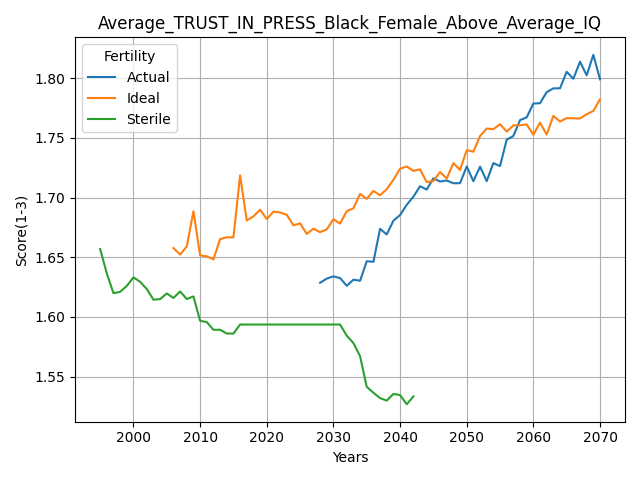 Average_TRUST_IN_PRESS_Black_Female_Above_Average_IQ
Fertility
Actual
Ideal
Sterile
Score(1-3)
1.80
1.75
1.70
1.65
1.60
1.55
2000 2010 2020 2030 2040 2050 2060 2070
Years